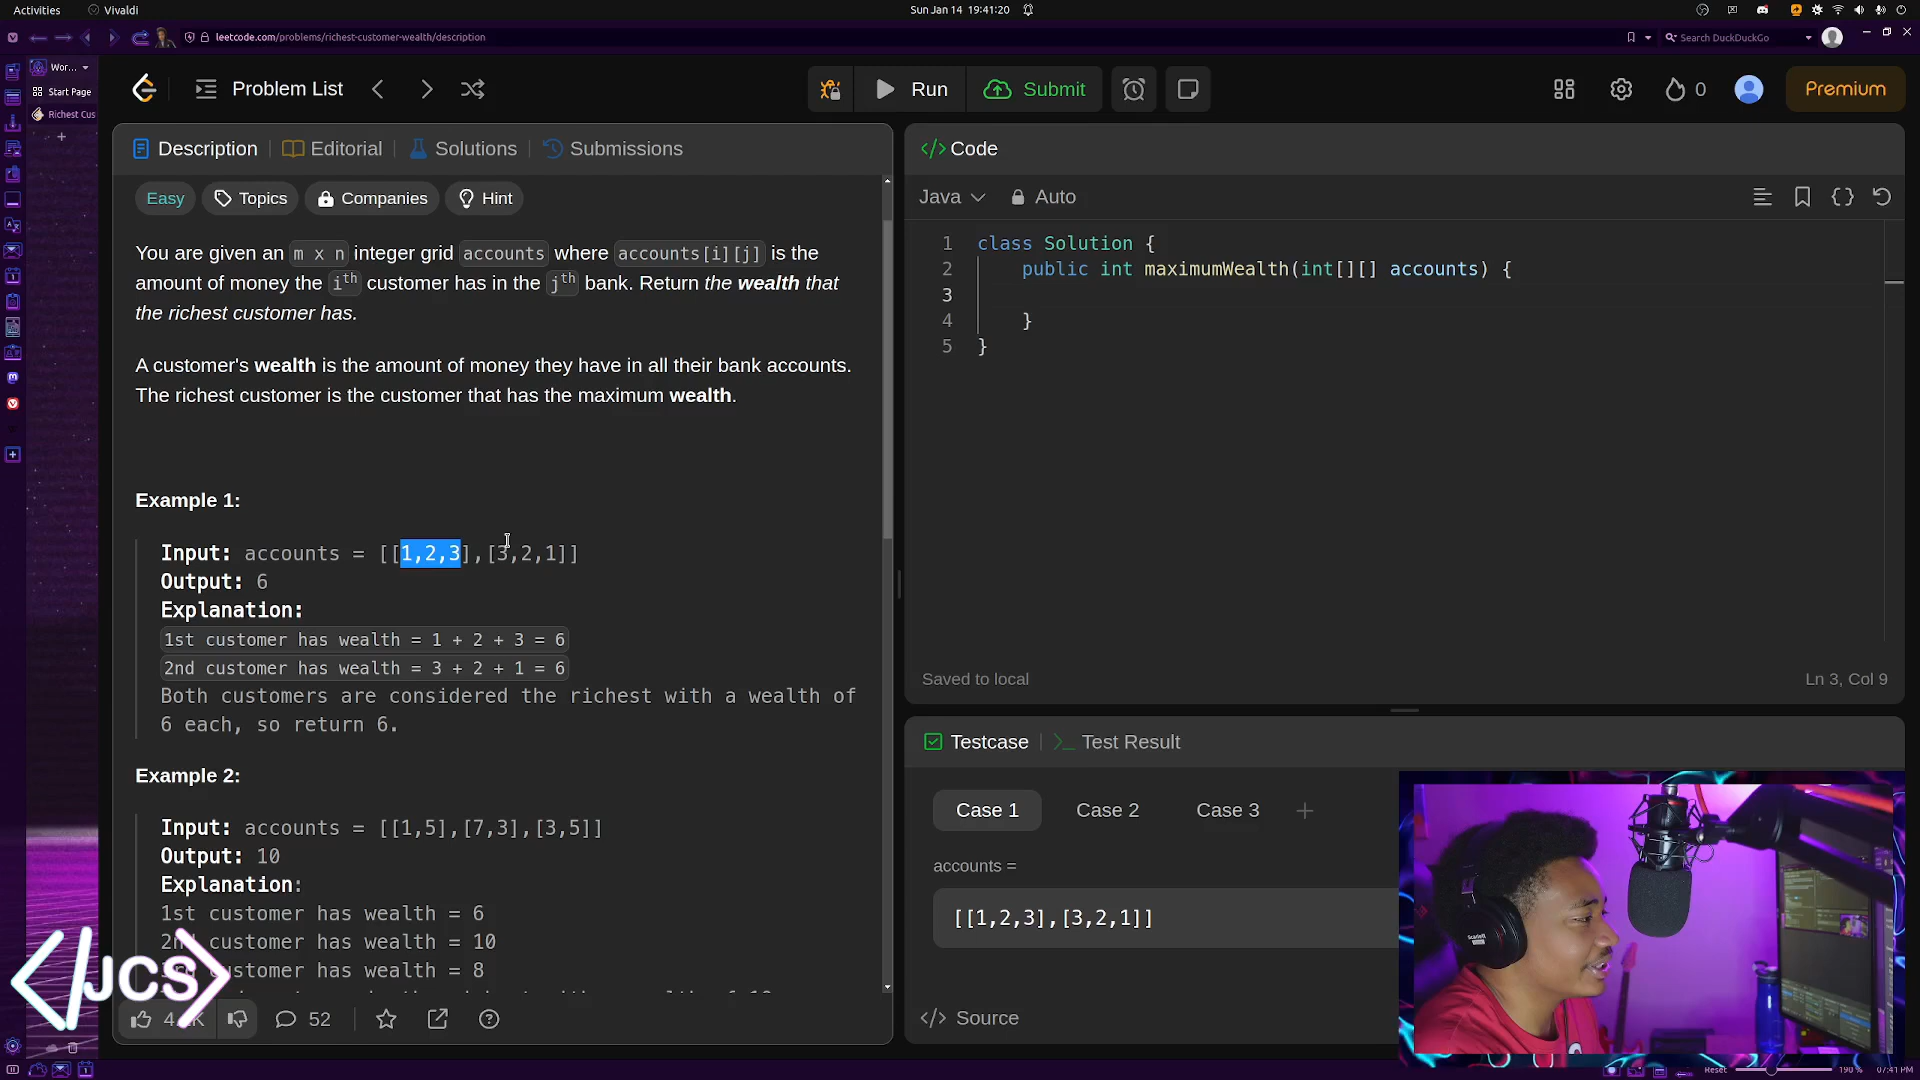 Activities
Vivaldi
Sun Jan 14 19:41:20
leetcode.com/problems/richest-customer-wealth/description
Search DuckDuckGo
Wor...
Start Page
Richest Cus
Problem List
Run
Submit
0
Premium
Description
Editorial
Solutions
Submissions
Easy
Topics
Companies
Hint
You are given an m x n integer grid accounts where accounts[i][j] is the
amount of money the ith customer has in the jth bank. Return the wealth that
the richest customer has.
A customer's wealth is the amount of money they have in all their bank accounts.
The richest customer is the customer that has the maximum wealth.
Example 1:
Input: accounts = [[1,2,3],[3,2,1]]
Output: 6
Explanation:
1st customer has wealth = 1 + 2 + 3 = 6
2nd customer has wealth = 3 + 2 + 1 = 6
Both customers are considered the richest with a wealth of
6 each, so return 6.
Example 2:
Input: accounts = [[1,5],[7,3],[3,5]]
Output: 10
Explanation:
1st customer has wealth = 6
2nd customer has wealth = 10
customer has wealth = 8
</JCS>
52
</> Code
Java
Auto
1 class Solution {
2 public int maximumWealth(int[][] accounts) {
3
4 }
5 }
Saved to local
Ln 3, Col 9
Testcase
Test Result
Case 1
Case 2
Case 3
accounts =
[[1,2,3],[3,2,1]]
</> Source
Scarlett
Reset
190 %
07:41 PM